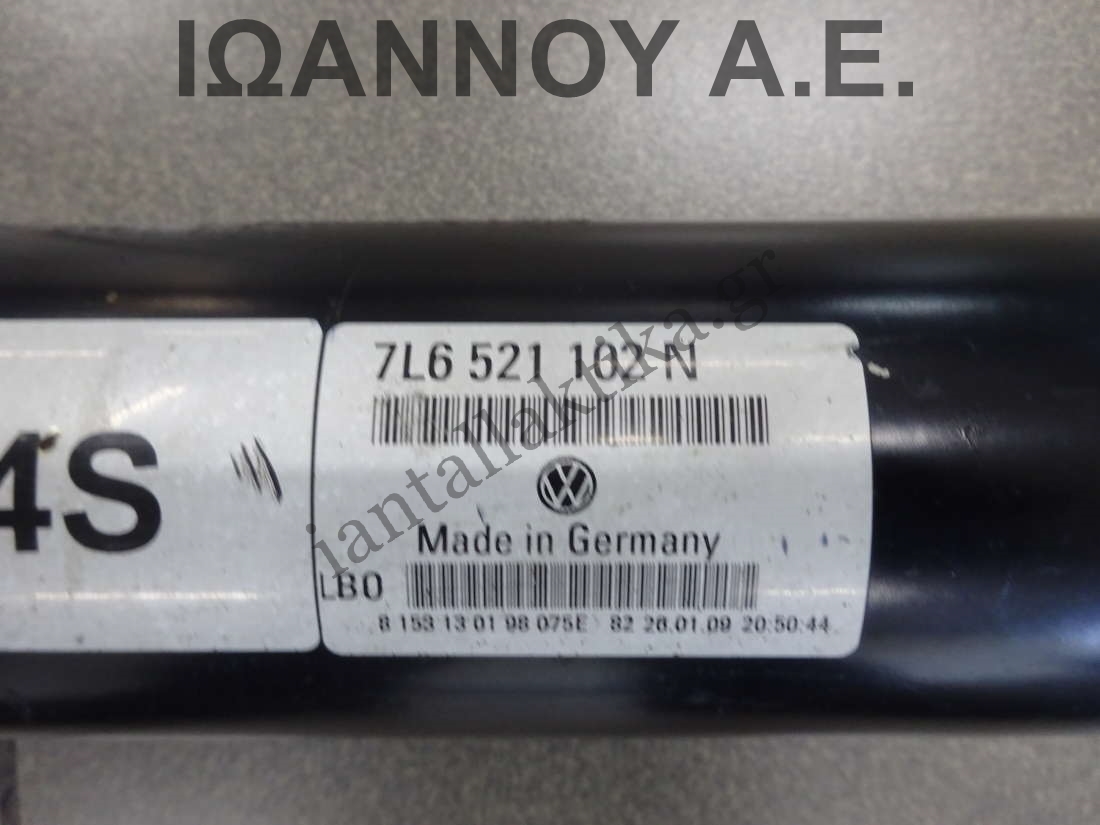 ΙΩΑΝΝΟΥ Α.Ε.
7L6 521 102 N
4S
iantallaktika.gr
Made in Germany
LB0
8 153 13 01 98 075E 82 26.01.09 20:50:44